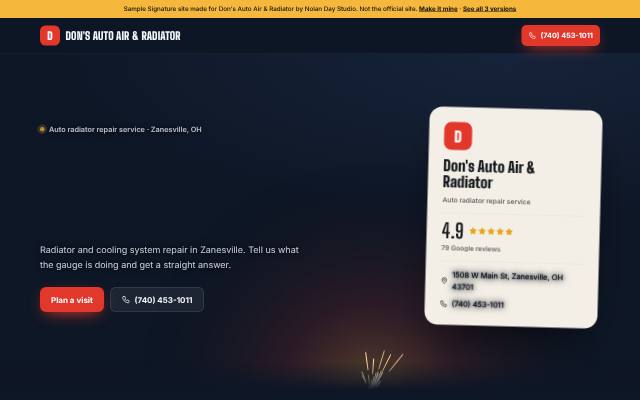 Sample Signature site made for Don's Auto Air & Radiator by Nolan Day Studio. Not the official site. Make it mine · See all 3 versions
D DON'S AUTO AIR & RADIATOR
(740) 453-1011
Auto radiator repair service · Zanesville, OH
Radiator and cooling system repair in Zanesville. Tell us what
the gauge is doing and get a straight answer.
Plan a visit
(740) 453-1011
D
Don's Auto Air &
Radiator
Auto radiator repair service
4.9 ★★★★★
79 Google reviews
1508 W Main St, Zanesville, OH
43701
(740) 453-1011